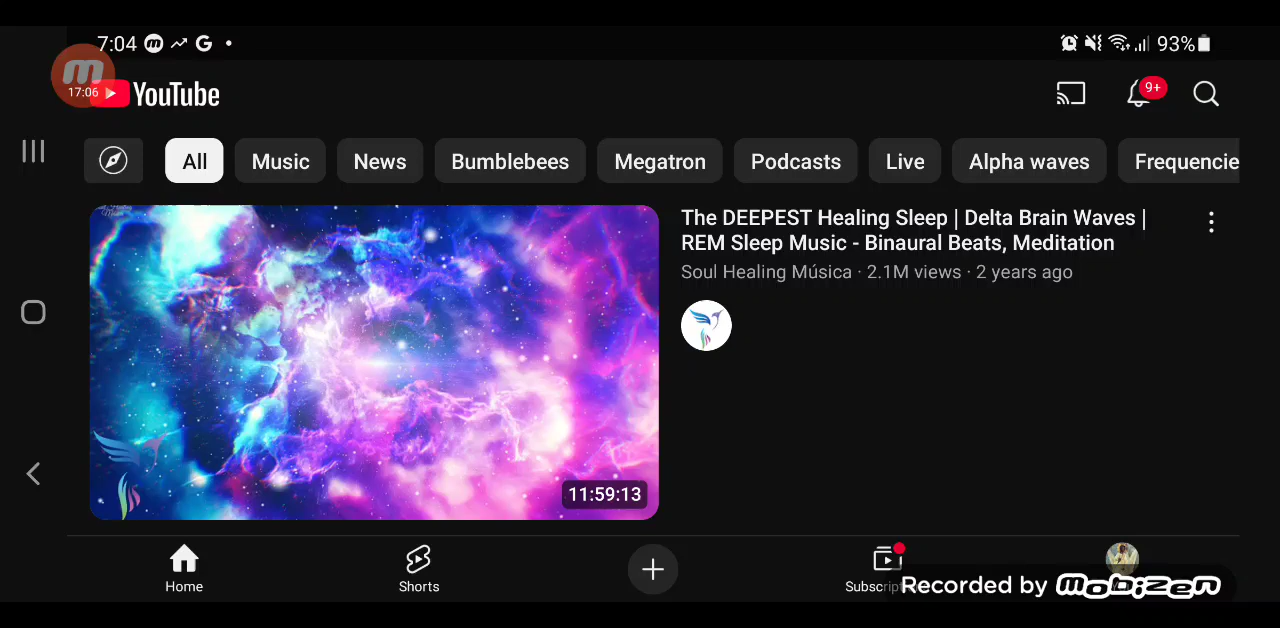 7:04
93%
17:06
YouTube
9+
All
Music
News
Bumblebees
Megatron
Podcasts
Live
Alpha waves
Frequencie
The DEEPEST Healing Sleep | Delta Brain Waves |
REM Sleep Music - Binaural Beats, Meditation
Soul Healing Música · 2.1M views · 2 years ago
11:59:13
Home
Shorts
Subscrip
Recorded by mobizen